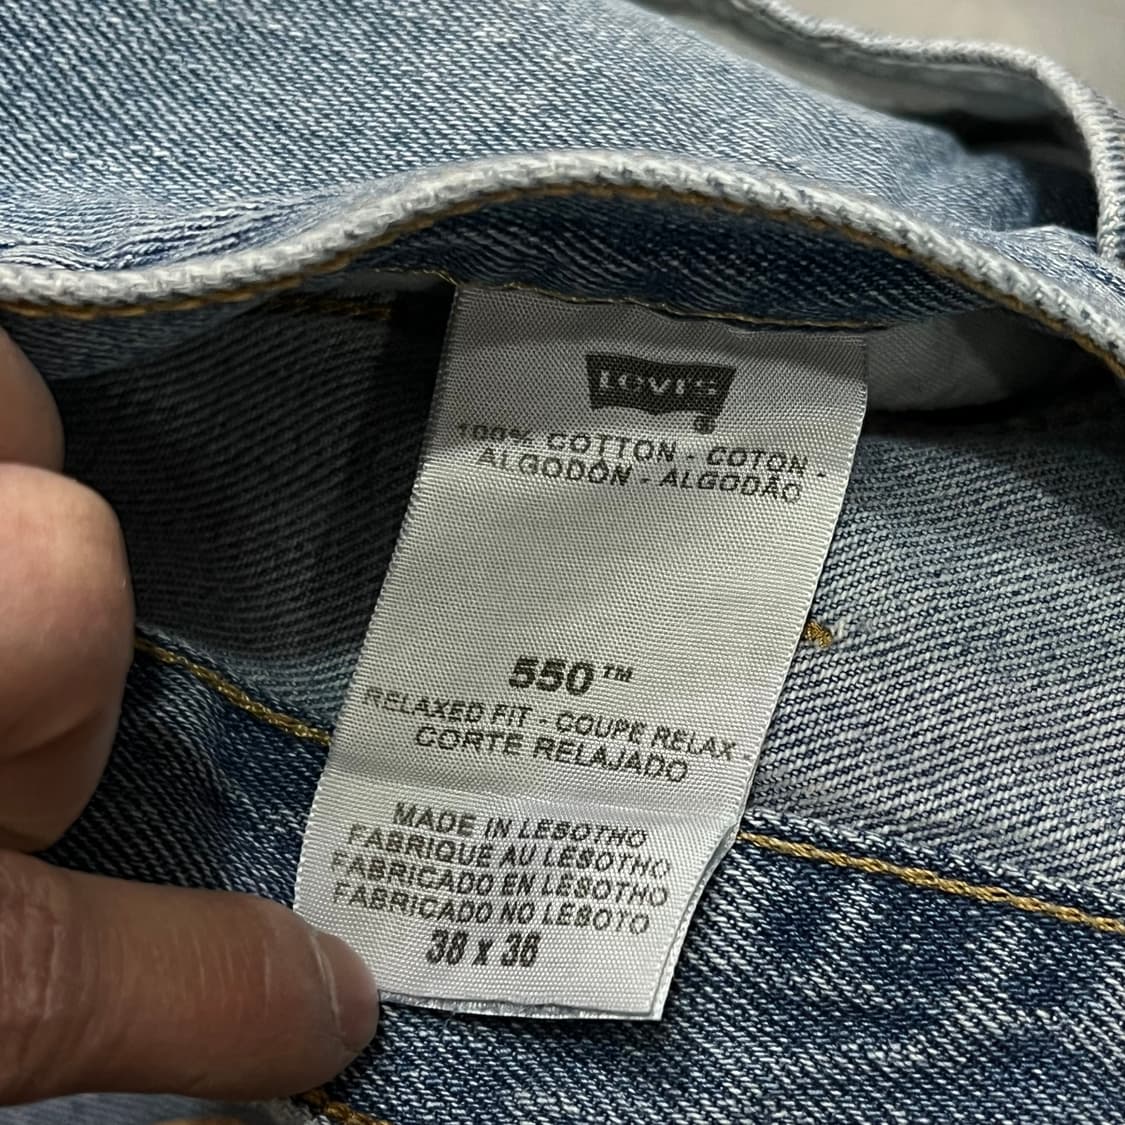 Levi's
®
100% COTTON - COTON -
ALGODÓN - ALGODÃO
550™
RELAXED FIT - COUPE RELAX -
CORTE RELAJADO
MADE IN LESOTHO
FABRIQUE AU LESOTHO
FABRICADO EN LESOTHO
FABRICADO NO LESOTO
38 x 36